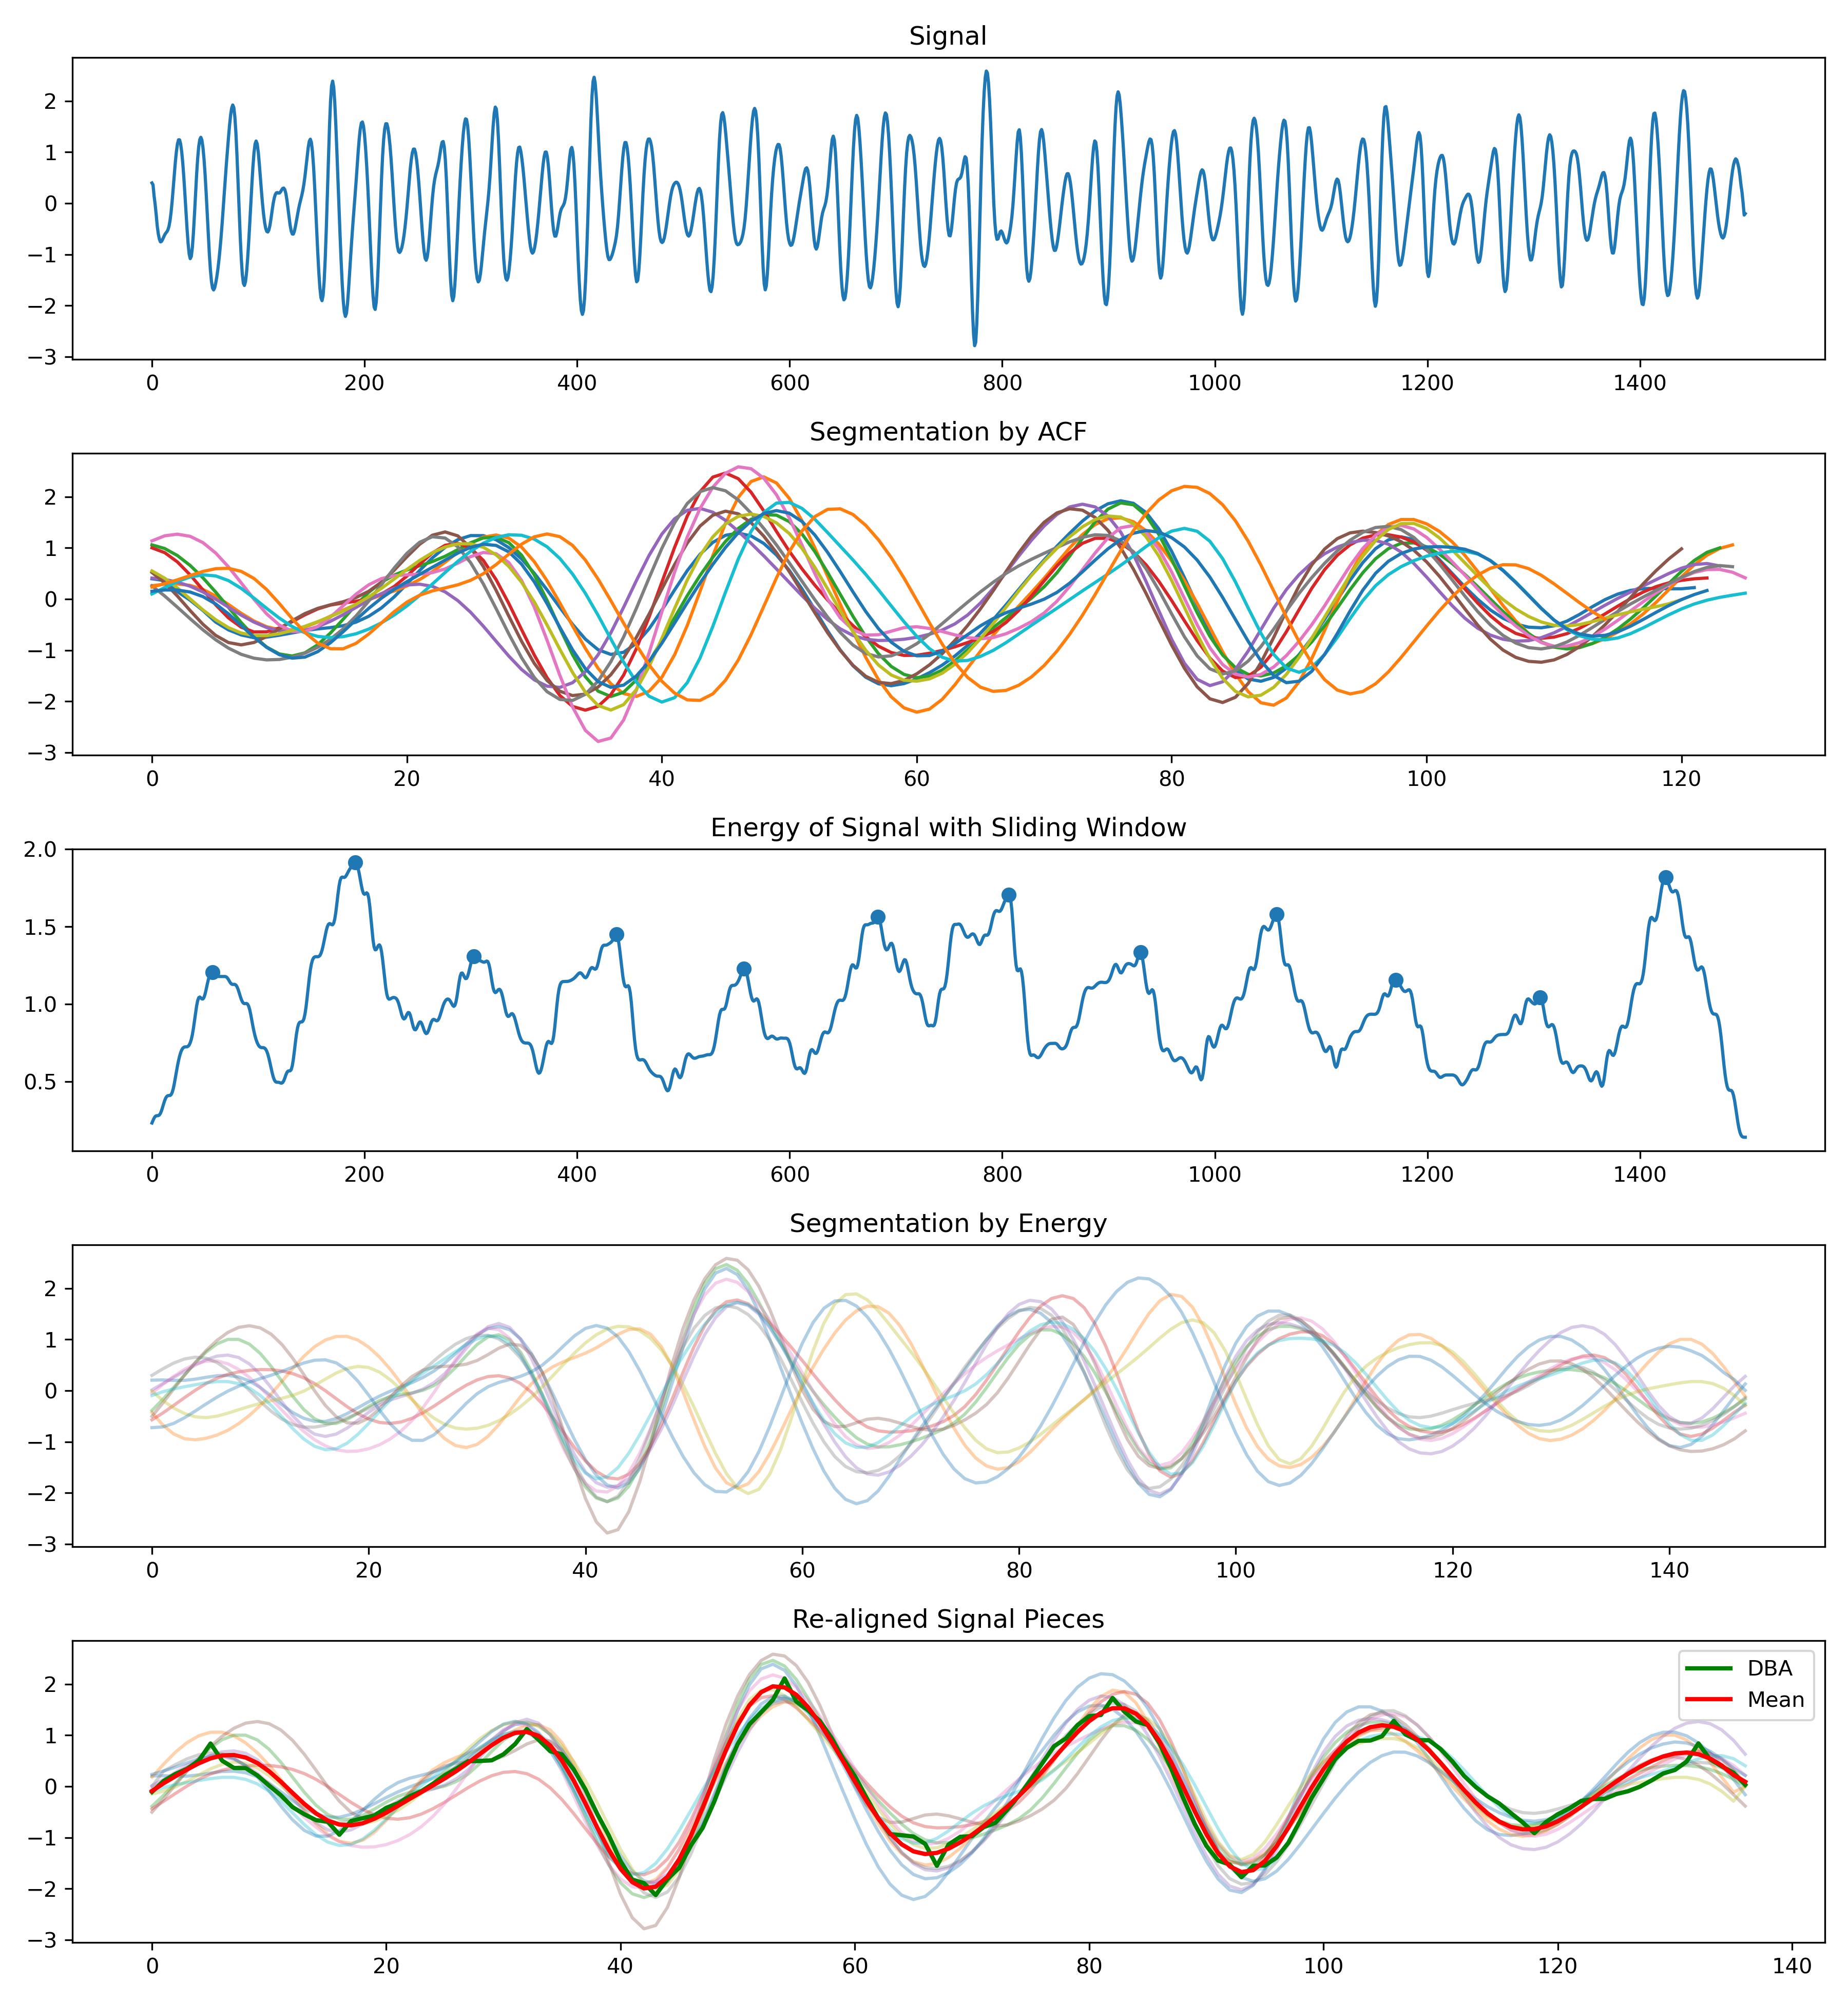 Signal
2
1
0
−1
−2
−3
0 200 400 600 800 1000 1200 1400
Segmentation by ACF
2
1
0
−1
−2
−3
0 20 40 60 80 100 120
Energy of Signal with Sliding Window
2.0
1.5
1.0
0.5
0 200 400 600 800 1000 1200 1400
Segmentation by Energy
2
1
0
−1
−2
−3
0 20 40 60 80 100 120 140
Re-aligned Signal Pieces
DBA
Mean
2
1
0
−1
−2
−3
0 20 40 60 80 100 120 140